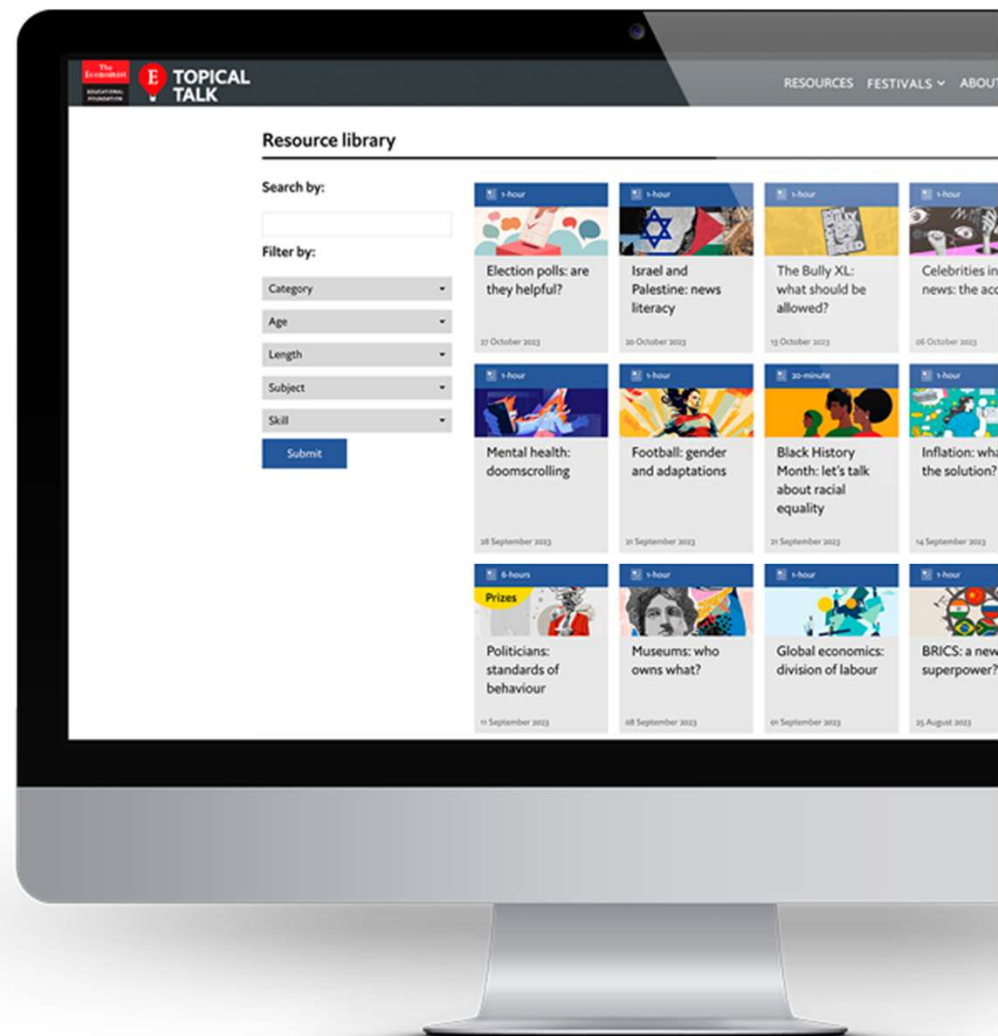 The
Economist
EDUCATIONAL
FOUNDATION
E
TOPICAL
TALK
RESOURCES
FESTIVALS
ABOUT
Resource library
Search by:
Filter by:
Category
Age
Length
Subject
Skill
Submit
1-hour
Election polls: are
they helpful?
27 October 2023
1-hour
Israel and
Palestine: news
literacy
20 October 2023
1-hour
The Bully XL:
what should be
allowed?
13 October 2023
1-hour
Celebrities in
news: the acc
06 October 2023
1-hour
Mental health:
doomscrolling
28 September 2023
1-hour
Football: gender
and adaptations
21 September 2023
20-minute
Black History
Month: let's talk
about racial
equality
21 September 2023
1-hour
Inflation: wha
the solution?
14 September 2023
6-hours
Prizes
Politicians:
standards of
behaviour
11 September 2023
1-hour
Museums: who
owns what?
08 September 2023
1-hour
Global economics:
division of labour
01 September 2023
1-hour
BRICS: a new
superpower?
25 August 2023